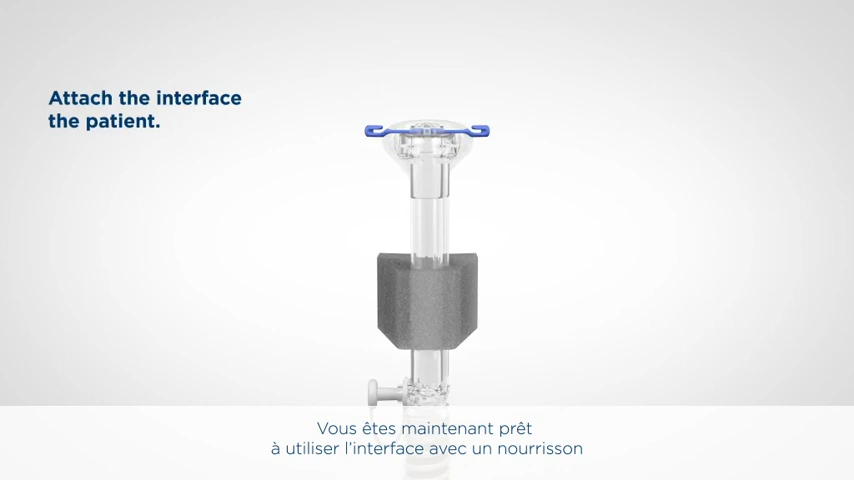 Attach the interface
the patient.
Vous êtes maintenant prêt
à utiliser l'interface avec un nourrisson